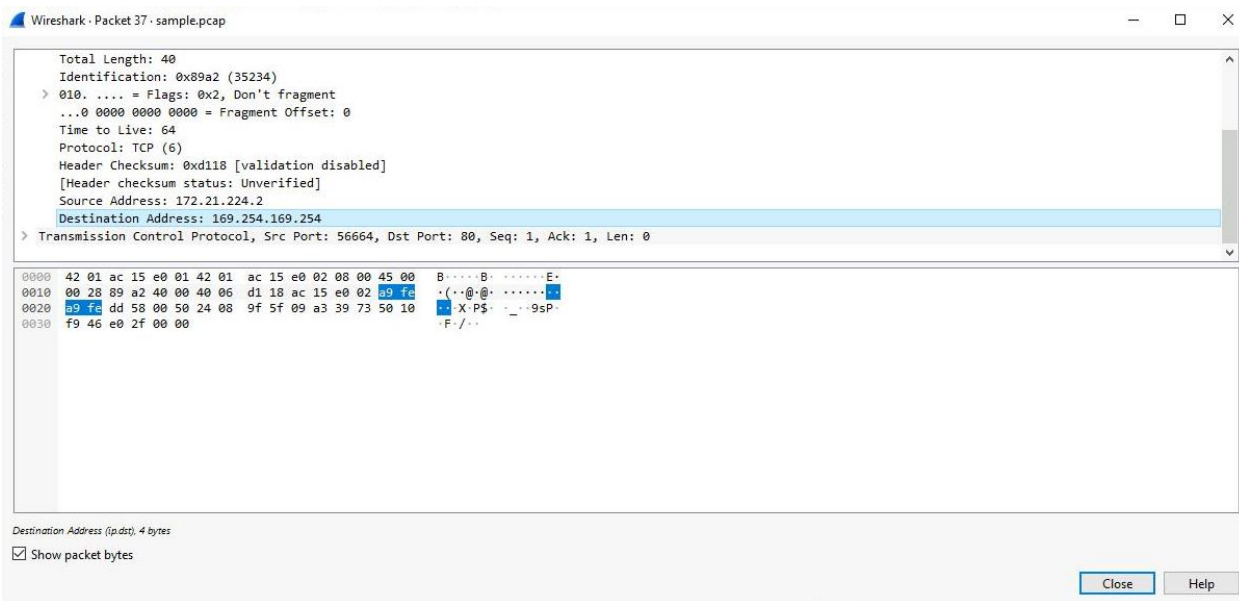 Wireshark · Packet 37 · sample.pcap
Total Length: 40
Identification: 0x89a2 (35234)
> 010. .... = Flags: 0x2, Don't fragment
...0 0000 0000 0000 = Fragment Offset: 0
Time to Live: 64
Protocol: TCP (6)
Header Checksum: 0xd118 [validation disabled]
[Header checksum status: Unverified]
Source Address: 172.21.224.2
Destination Address: 169.254.169.254
> Transmission Control Protocol, Src Port: 56664, Dst Port: 80, Seq: 1, Ack: 1, Len: 0
0000 42 01 ac 15 e0 01 42 01 ac 15 e0 02 08 00 45 00 B·····B· ······E·
0010 00 28 89 a2 40 00 40 06 d1 18 ac 15 e0 02 a9 fe ·(··@·@· ········
0020 a9 fe dd 58 00 50 24 08 9f 5f 09 a3 39 73 50 10 ···X·P$· ·_··9sP·
0030 f9 46 e0 2f 00 00 ·F·/··
Destination Address (ip.dst), 4 bytes
Show packet bytes
Close Help